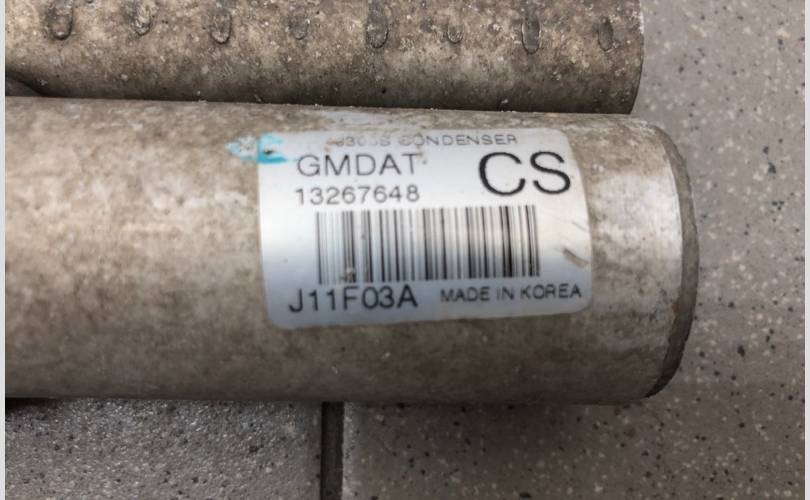 CONDENSER
GMDAT CS
13267648
J11F03A MADE IN KOREA